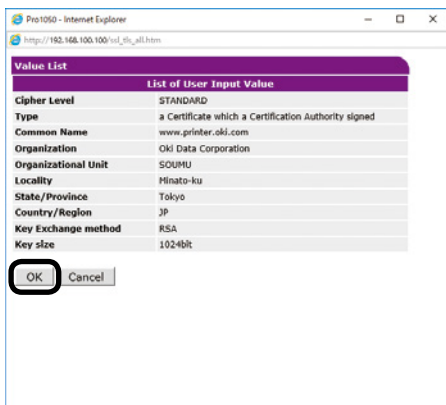 Pro1050 - Internet Explorer
http://192.168.100.100/ssl_tls_all.htm
Value List
List of User Input Value
Cipher Level STANDARD
Type a Certificate which a Certification Authority signed
Common Name www.printer.oki.com
Organization Oki Data Corporation
Organizational Unit SOUMU
Locality Minato-ku
State/Province Tokyo
Country/Region JP
Key Exchange method RSA
Key size 1024bit
OK Cancel